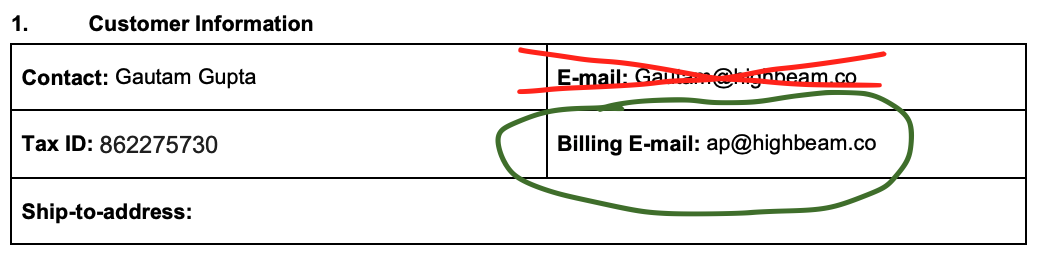 1. Customer Information
Contact: Gautam Gupta E-mail: Gautam@highbeam.co
Tax ID: 862275730 Billing E-mail: ap@highbeam.co
Ship-to-address: